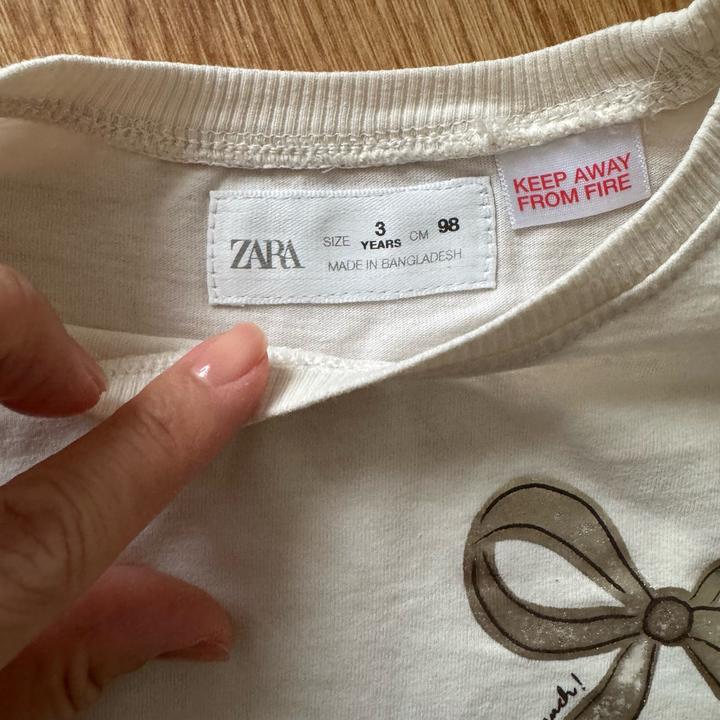 KEEP AWAY
FROM FIRE
ZARA
SIZE 3 YEARS CM 98
MADE IN BANGLADESH